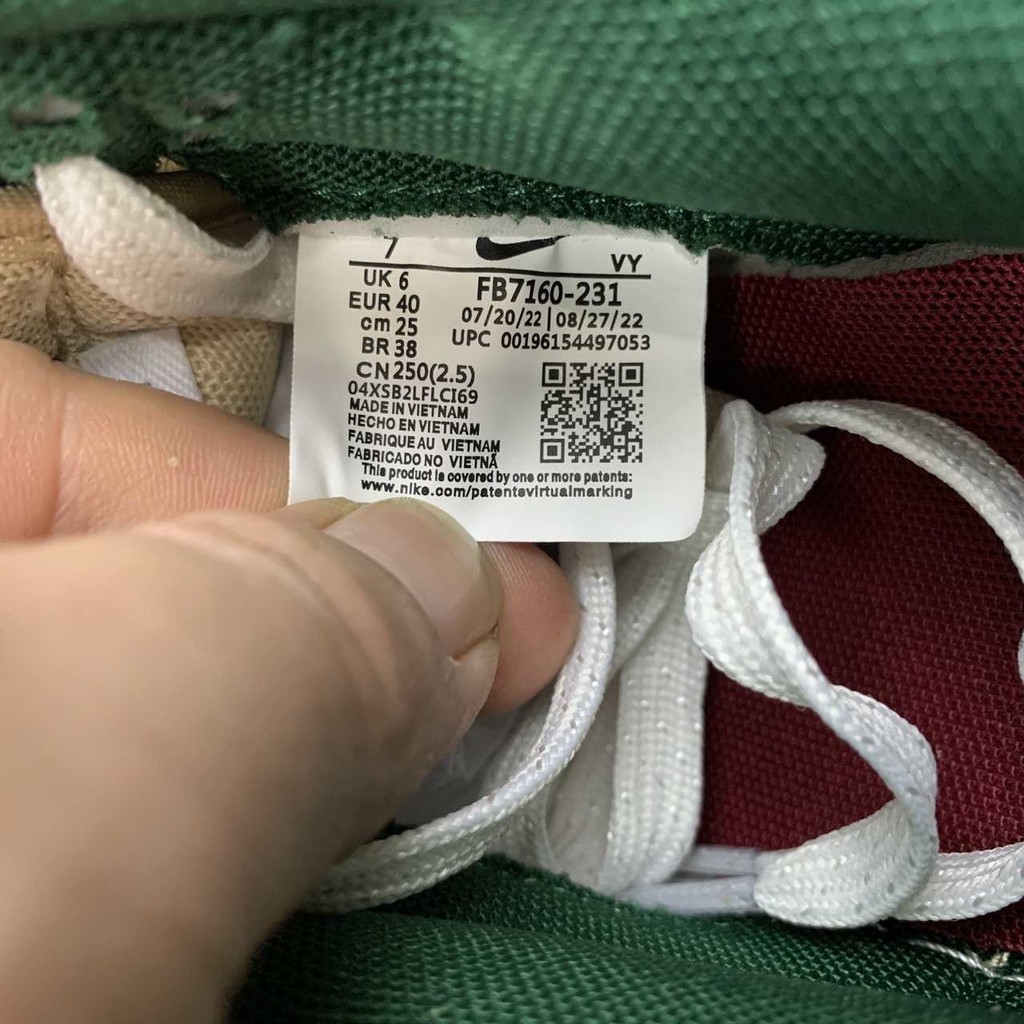 7 VY
UK 6
EUR 40
cm 25
BR 38
CN 250(2.5)
FB7160-231
07/20/22|08/27/22
UPC 00196154497053
04XSB2LFLCI69
MADE IN VIETNAM
HECHO EN VIETNAM
FABRIQUE AU VIETNAM
FABRICADO NO VIETNÃ
This product is covered by one or more patents:
www.nike.com/patentsvirtualmarking